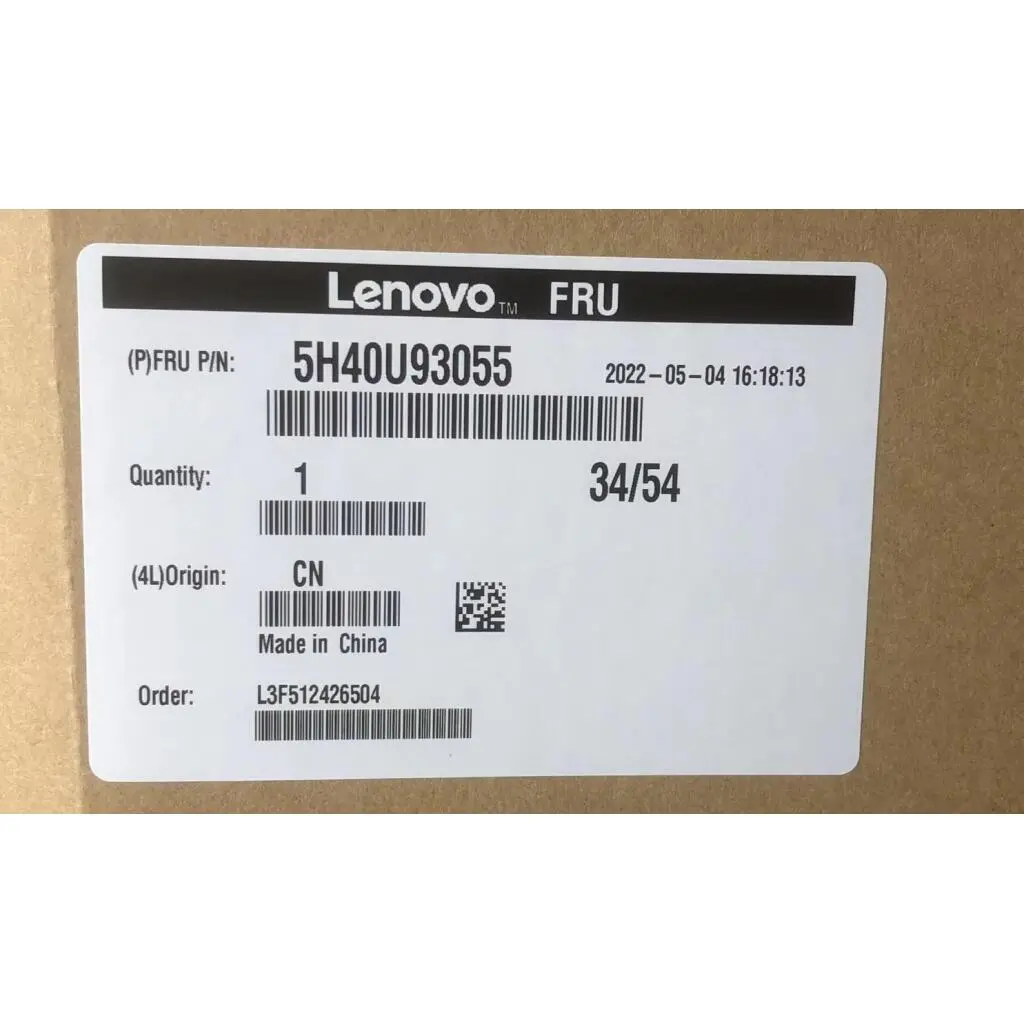 Lenovo™ FRU
(P)FRU P/N: 5H40U93055 2022-05-04 16:18:13
Quantity: 1 34/54
(4L)Origin: CN
Made in China
Order: L3F512426504